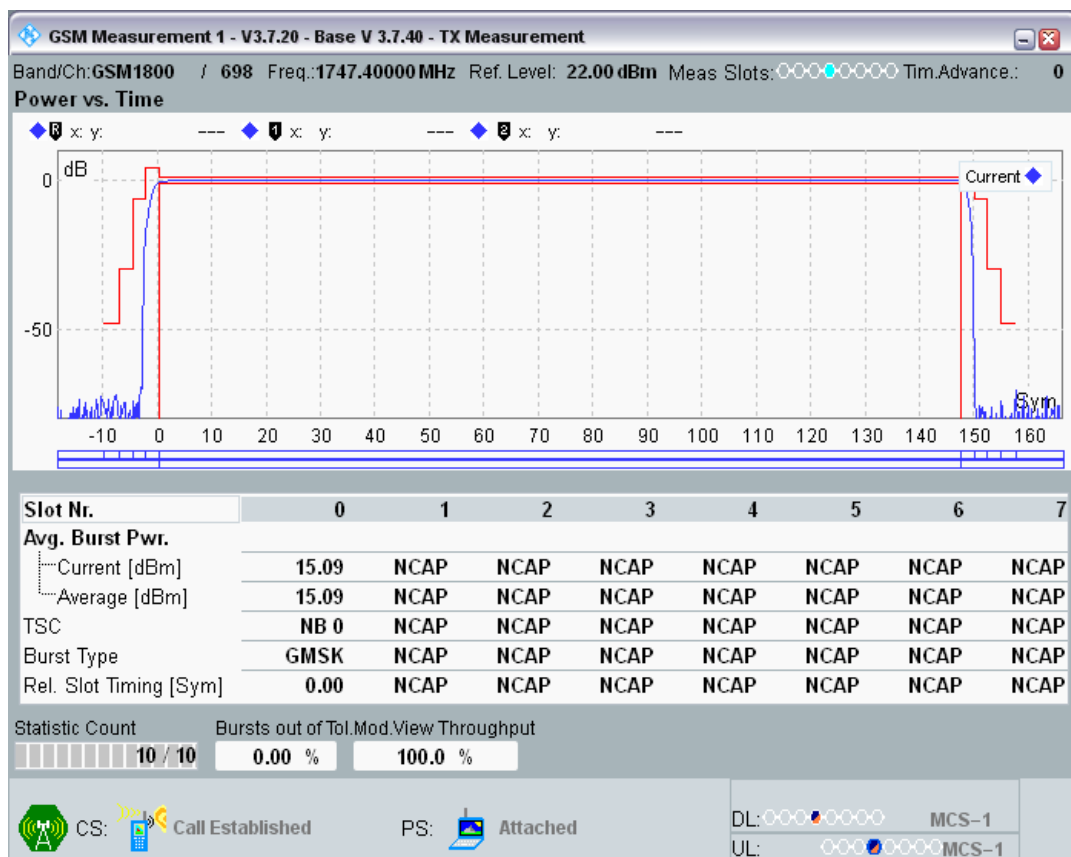 GSM Measurement 1 - V3.7.20 - Base V 3.7.40 - TX Measurement
Band/Ch:GSM1800 / 698 Freq.:1747.40000 MHz Ref. Level: 22.00 dBm Meas Slots: Tim.Advance.: 0
Power vs. Time
R x: y: --- 1 x: y: --- 2 x: y: ---
dB
Current
0
-50
Sym
-10 0 10 20 30 40 50 60 70 80 90 100 110 120 130 140 150 160
Slot Nr. 0 1 2 3 4 5 6 7
Avg. Burst Pwr.
Current [dBm] 15.09 NCAP NCAP NCAP NCAP NCAP NCAP NCAP
Average [dBm] 15.09 NCAP NCAP NCAP NCAP NCAP NCAP NCAP
TSC NB 0 NCAP NCAP NCAP NCAP NCAP NCAP NCAP
Burst Type GMSK NCAP NCAP NCAP NCAP NCAP NCAP NCAP
Rel. Slot Timing [Sym] 0.00 NCAP NCAP NCAP NCAP NCAP NCAP NCAP
Statistic Count Bursts out of Tol.Mod.View Throughput
10 / 10 0.00 % 100.0 %
CS: Call Established PS: Attached
DL: MCS-1
UL: MCS-1